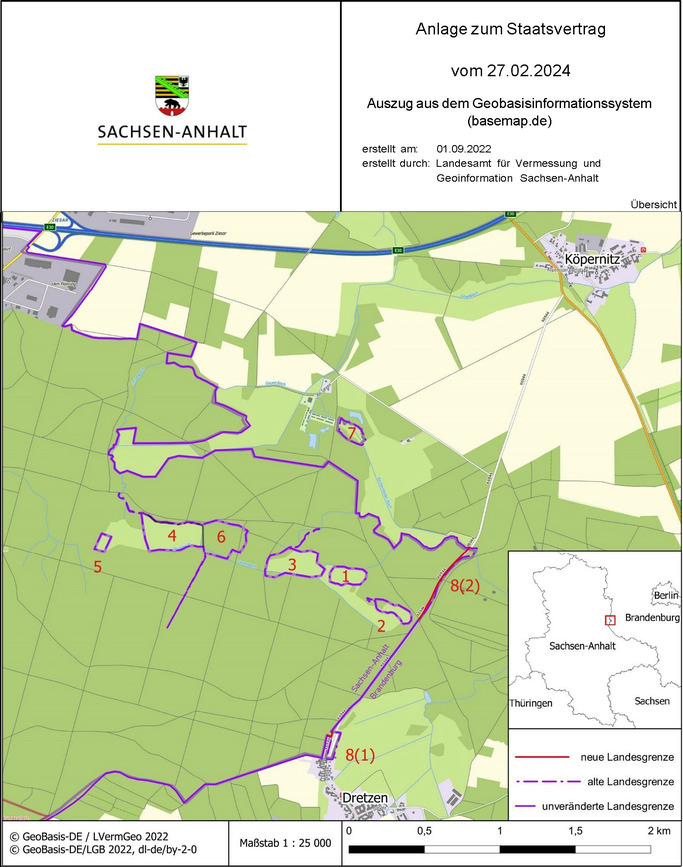 Anlage zum Staatsvertrag
vom 27.02.2024
Auszug aus dem Geobasisinformationssystem
(basemap.de)
erstellt am: 01.09.2022
erstellt durch: Landesamt für Vermessung und
Geoinformation Sachsen-Anhalt
SACHSEN-ANHALT
Übersicht
ZIESAR
E30
E30
E30
Gewerbepark Ziesar
Köpernitz
7
4
6
3
1
5
2
8(2)
Sachsen-Anhalt
Brandenburg
8(1)
Dretzen
Berlin
Brandenburg
Sachsen-Anhalt
Thüringen
Sachsen
neue Landesgrenze
alte Landesgrenze
unveränderte Landesgrenze
© GeoBasis-DE / LVermGeo 2022
© GeoBasis-DE/LGB 2022, dl-de/by-2-0
Maßstab 1 : 25 000
0 0,5 1 1,5 2 km